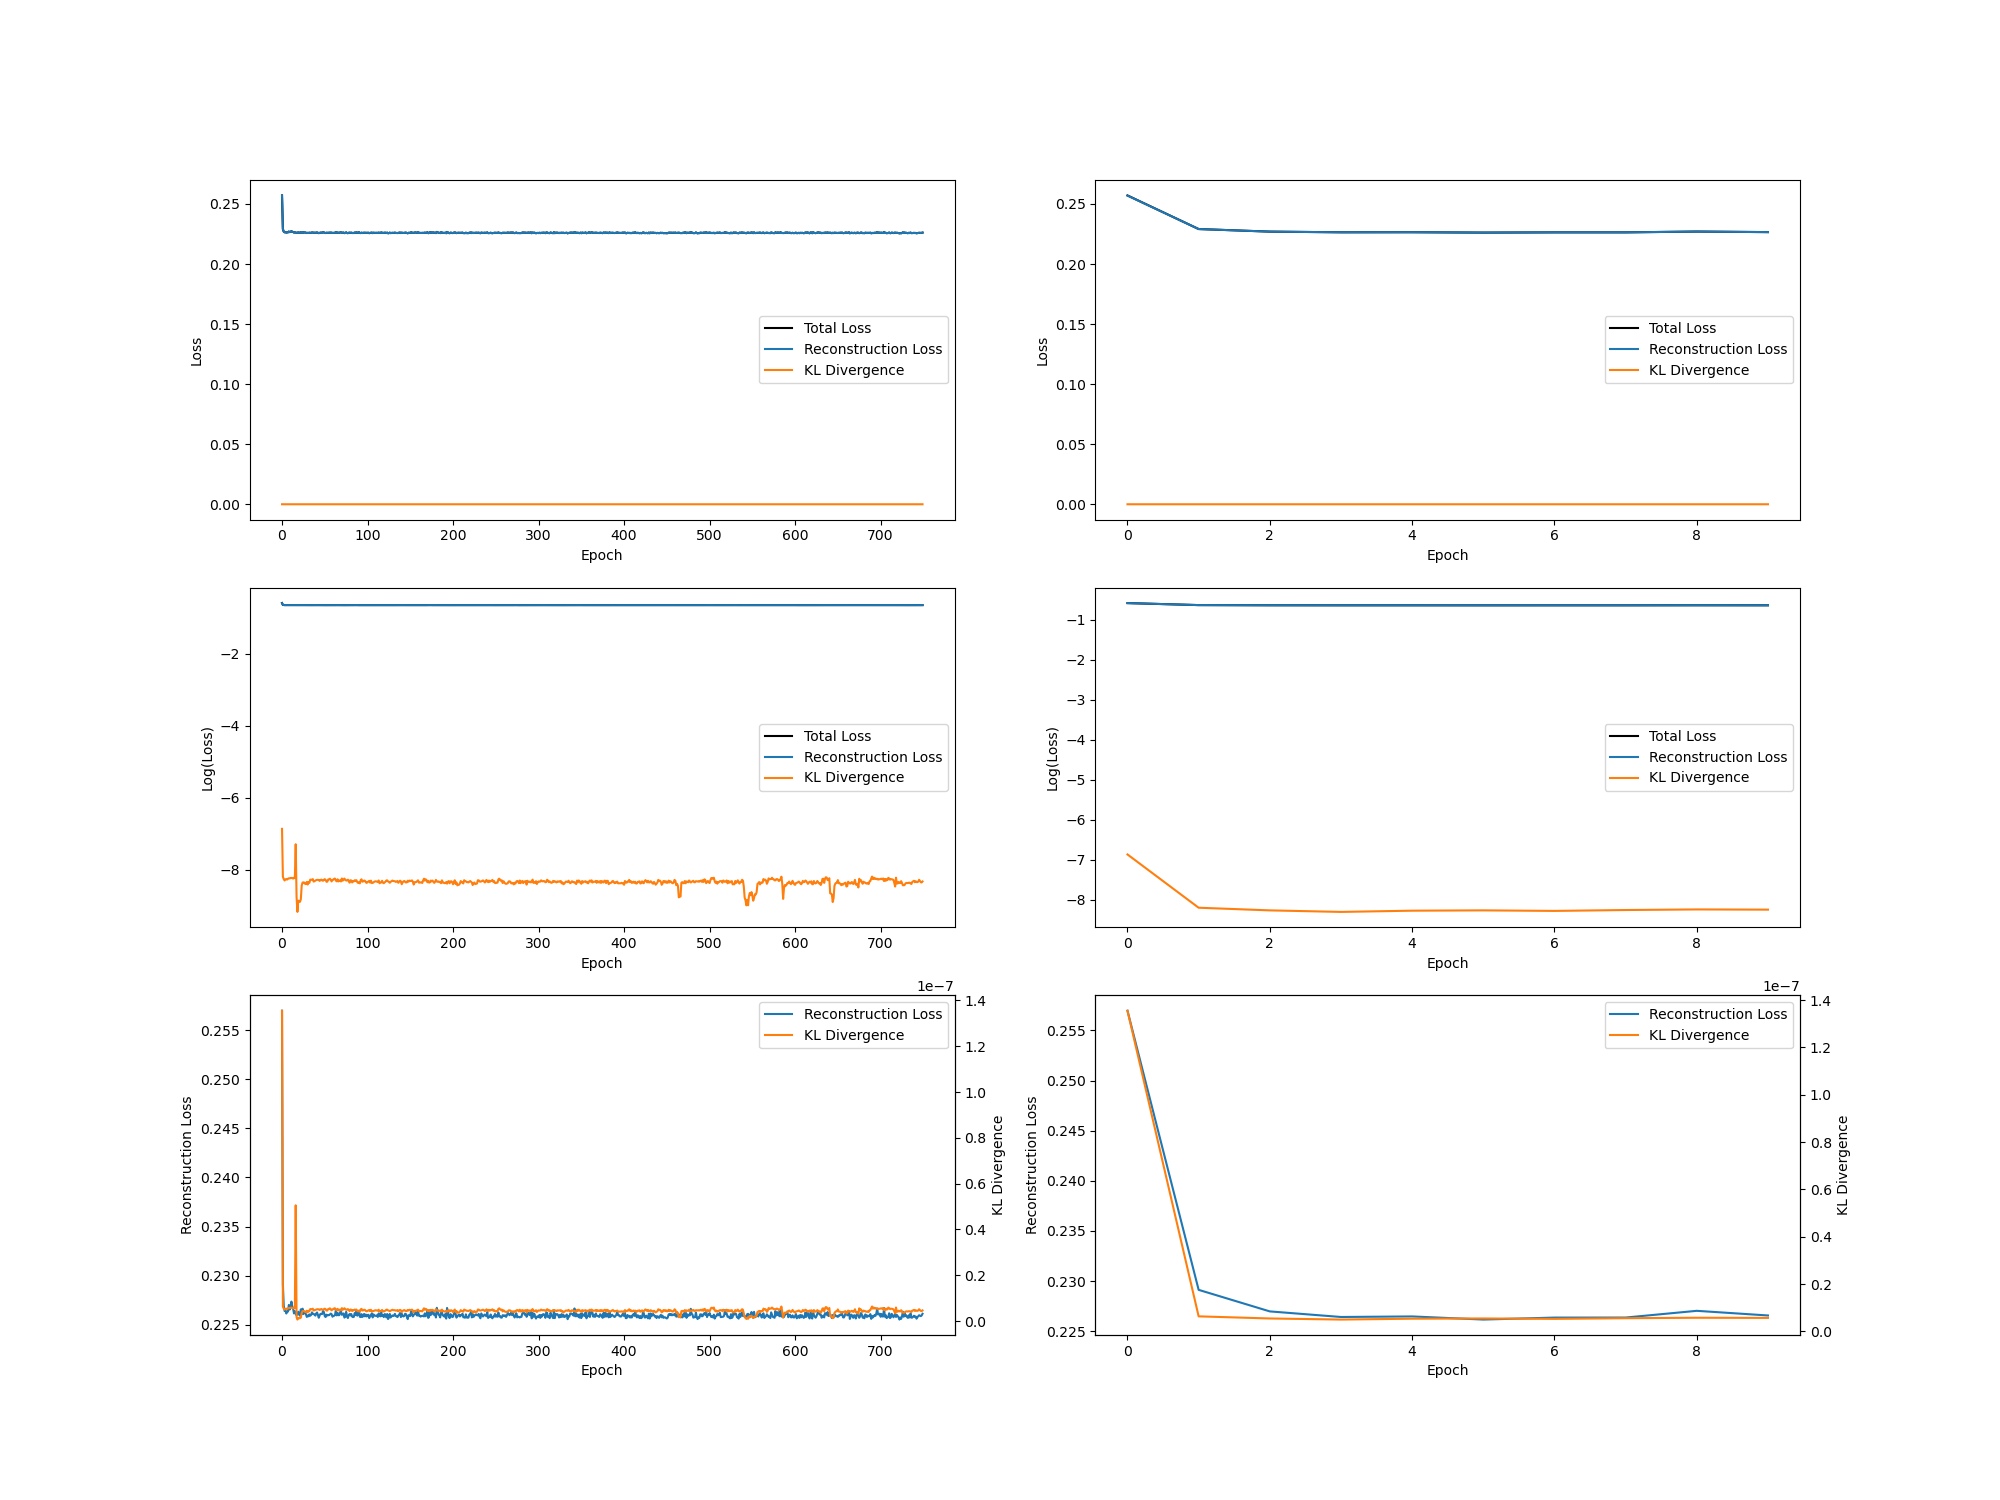 0.25
0.20
0.15
0.10
0.05
0.00
Loss
0 100 200 300 400 500 600 700
Epoch
Total Loss
Reconstruction Loss
KL Divergence
0.25
0.20
0.15
0.10
0.05
0.00
Loss
0 2 4 6 8
Epoch
Total Loss
Reconstruction Loss
KL Divergence
−2
−4
−6
−8
Log(Loss)
0 100 200 300 400 500 600 700
Epoch
Total Loss
Reconstruction Loss
KL Divergence
−1
−2
−3
−4
−5
−6
−7
−8
Log(Loss)
0 2 4 6 8
Epoch
Total Loss
Reconstruction Loss
KL Divergence
0.255
0.250
0.245
0.240
0.235
0.230
0.225
Reconstruction Loss
0 100 200 300 400 500 600 700
Epoch
Reconstruction Loss
KL Divergence
1e−7
1.4
1.2
1.0
0.8
0.6
0.4
0.2
0.0
KL Divergence
0.255
0.250
0.245
0.240
0.235
0.230
0.225
Reconstruction Loss
0 2 4 6 8
Epoch
Reconstruction Loss
KL Divergence
1e−7
1.4
1.2
1.0
0.8
0.6
0.4
0.2
0.0
KL Divergence